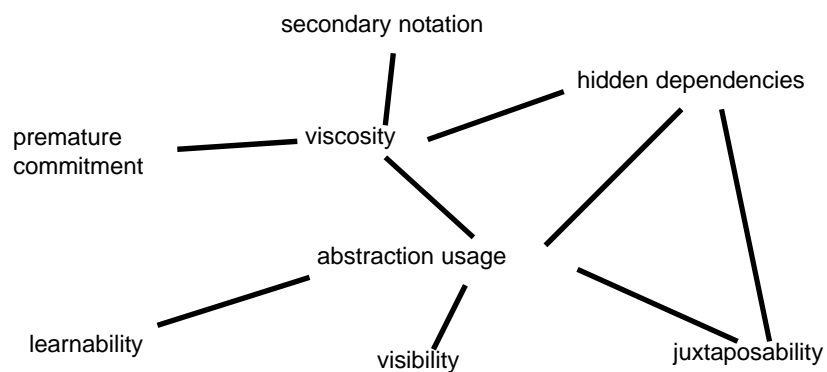 secondary notation
hidden dependencies
premature
commitment
viscosity
abstraction usage
learnability
visibility
juxtaposability